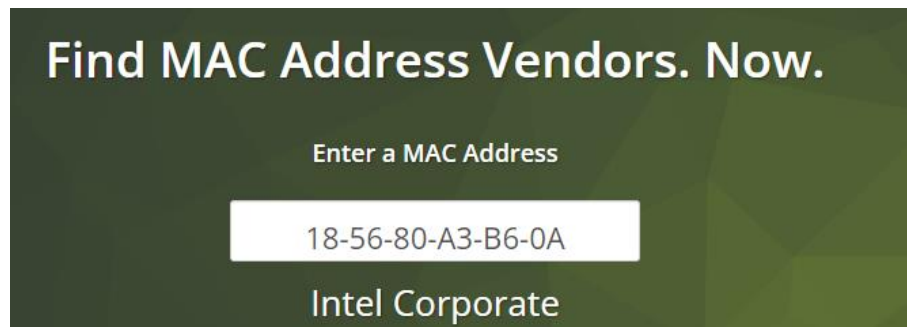 Find MAC Address Vendors. Now.
Enter a MAC Address
18-56-80-A3-B6-0A
Intel Corporate